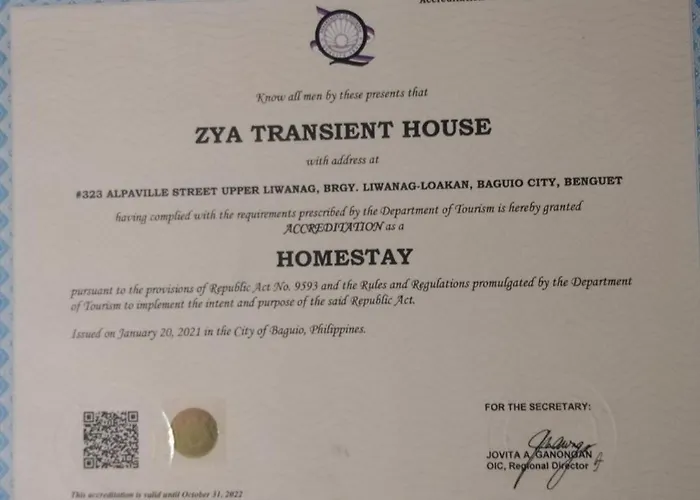 Know all men by these presents that
ZYA TRANSIENT HOUSE
with address at
#323 ALPAVILLE STREET UPPER LIWANAG, BRGY. LIWANAG-LOAKAN, BAGUIO CITY, BENGUET
having complied with the requirements prescribed by the Department of Tourism is hereby granted
ACCREDITATION as a
HOMESTAY
pursuant to the provisions of Republic Act No. 9593 and the Rules and Regulations promulgated by the Department
of Tourism to implement the intent and purpose of the said Republic Act.
Issued on January 20, 2021 in the City of Baguio, Philippines.
FOR THE SECRETARY:
JOVITA A. GANONGAN
OIC, Regional Director
This accreditation is valid until October 31, 2022